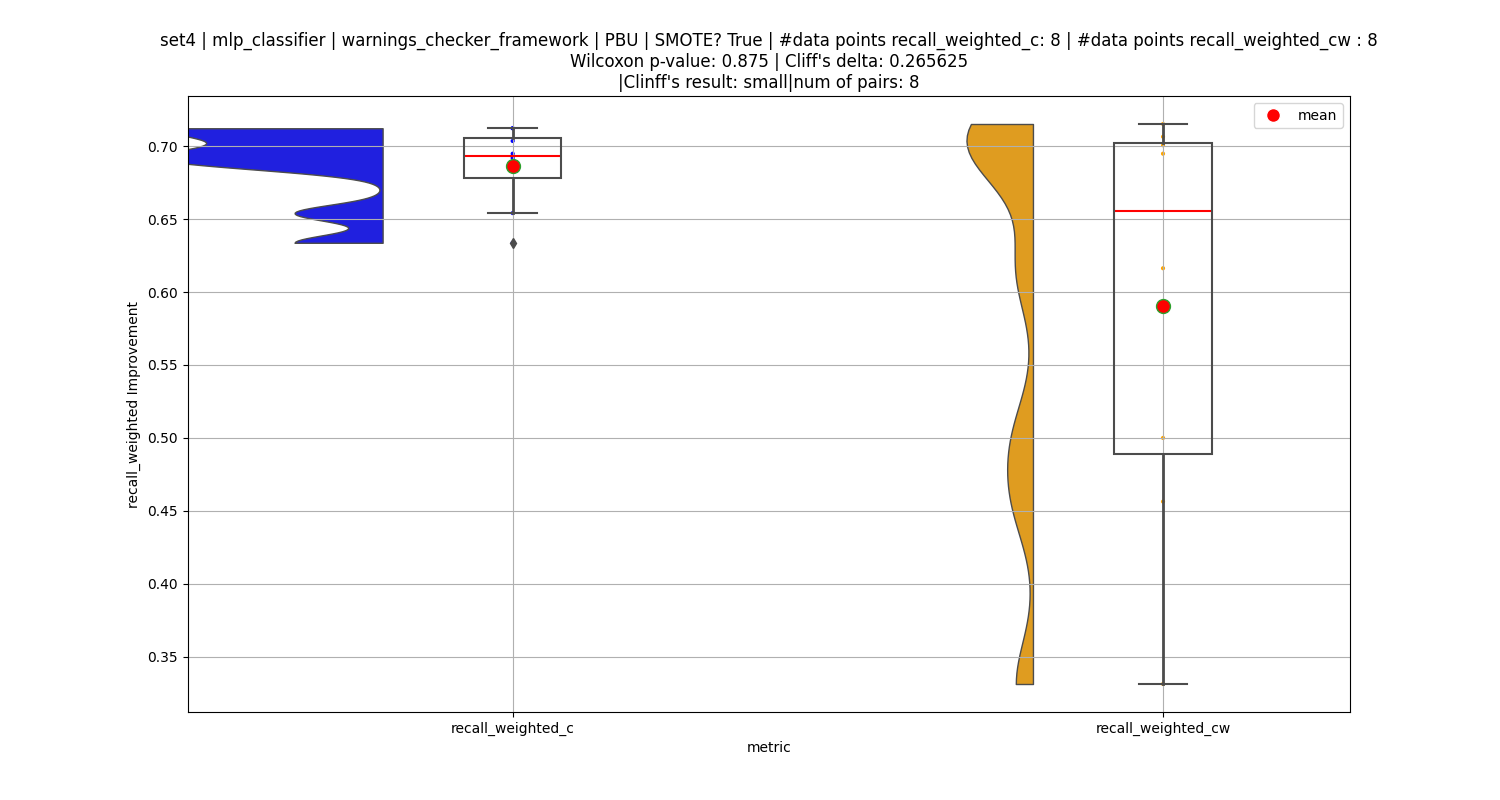 set4 | mlp_classifier | warnings_checker_framework | PBU | SMOTE? True | #data points recall_weighted_c: 8 | #data points recall_weighted_cw : 8
Wilcoxon p-value: 0.875 | Cliff's delta: 0.265625
|Clinff's result: small|num of pairs: 8
mean
0.70
0.65
0.60
0.55
0.50
0.45
0.40
0.35
recall_weighted Improvement
recall_weighted_c
recall_weighted_cw
metric